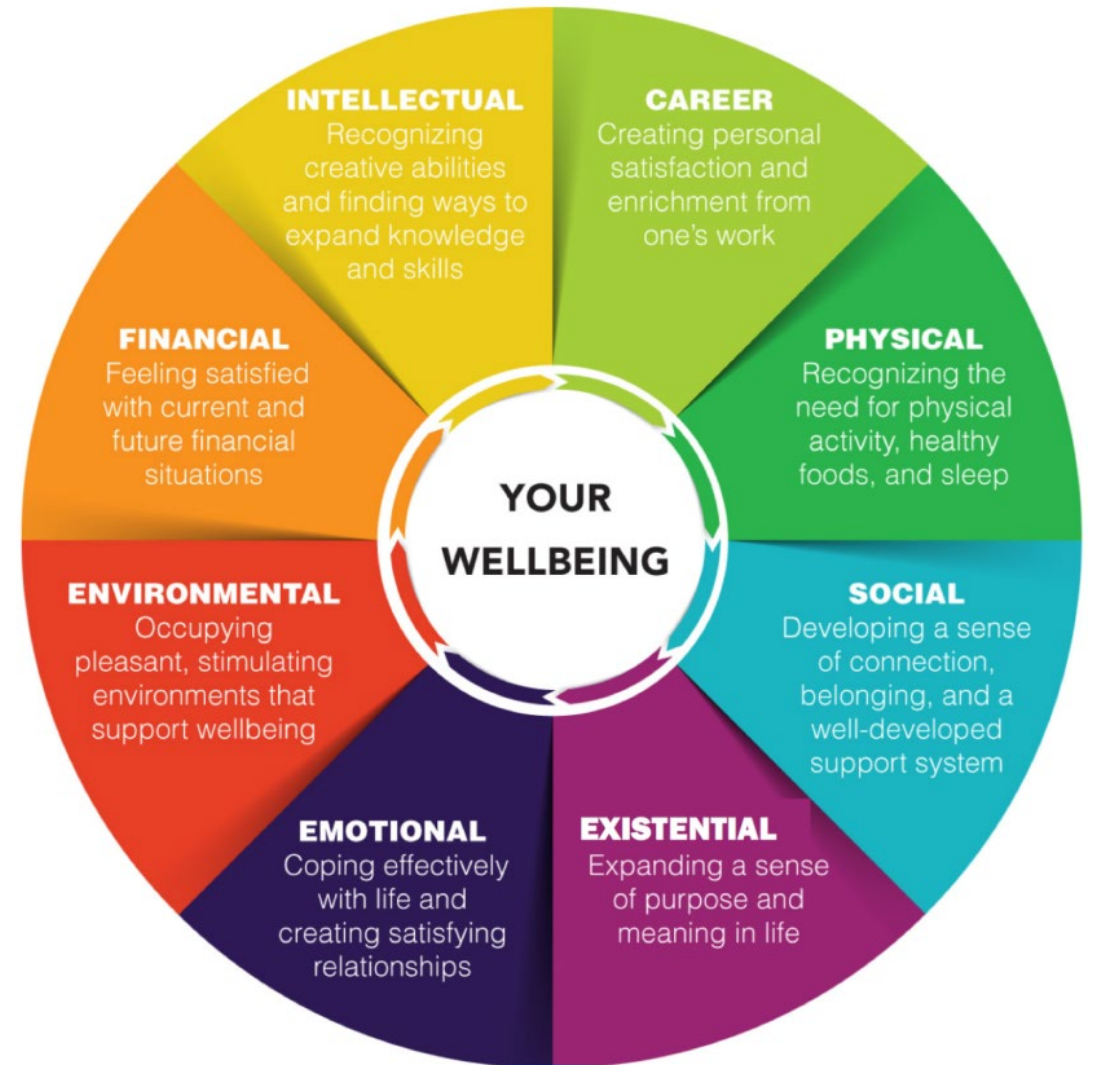 INTELLECTUAL
Recognizing
creative abilities
and finding ways to
expand knowledge
and skills
CAREER
Creating personal
satisfaction and
enrichment from
one's work
PHYSICAL
Recognizing the
need for physical
activity, healthy
foods, and sleep
SOCIAL
Developing a sense
of connection,
belonging, and a
well-developed
support system
EXISTENTIAL
Expanding a sense
of purpose and
meaning in life
EMOTIONAL
Coping effectively
with life and
creating satisfying
relationships
ENVIRONMENTAL
Occupying
pleasant, stimulating
environments that
support wellbeing
FINANCIAL
Feeling satisfied
with current and
future financial
situations
YOUR
WELLBEING